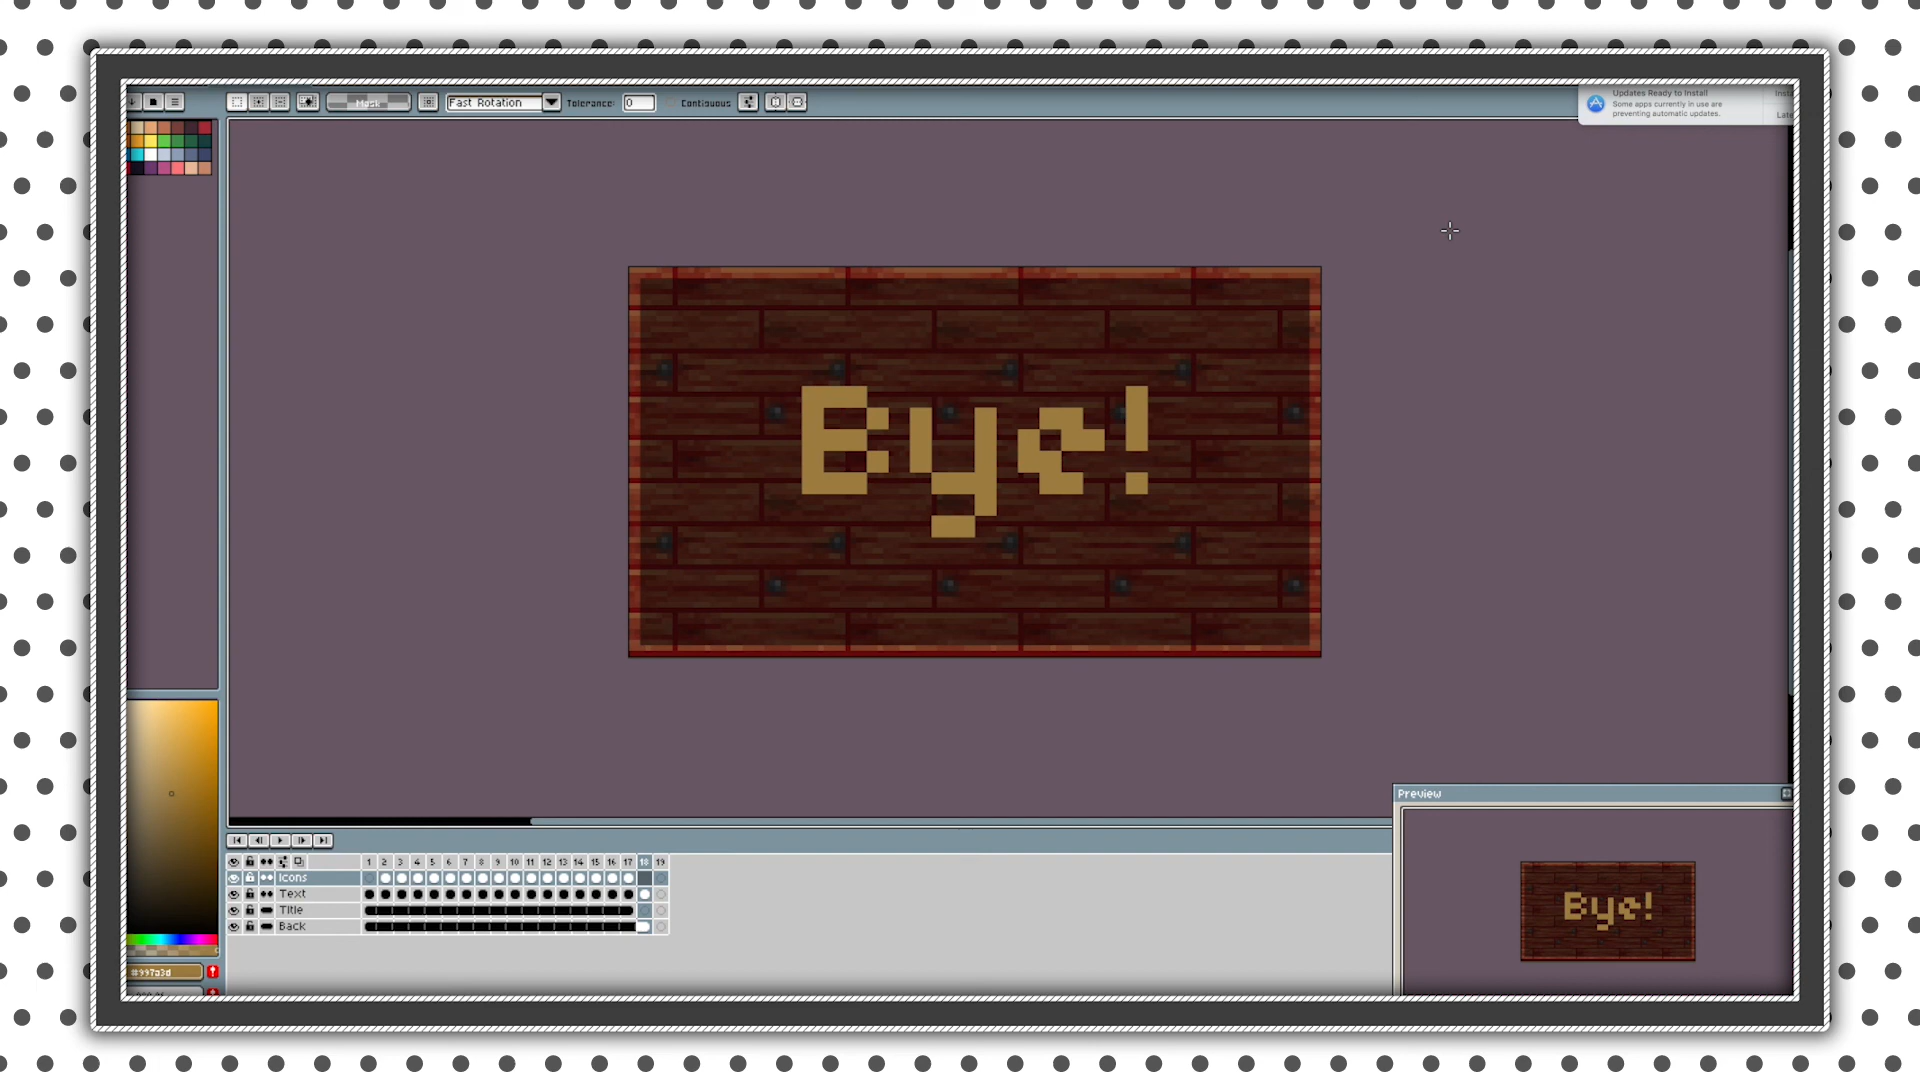 Mask
Fast Rotation
Tolerance: 0
Contiguous
Updates Ready to Install
Some apps currently in use are
preventing automatic updates.
Bye!
Preview
Bye!
1 2 3 4 5 6 7 8 9 10 11 12 13 14 15 16 17 18 19
Icons
Text
Title
Back
#997a3d